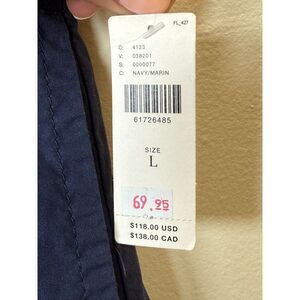 FL_427
D: 4123
V: 038201
S: 0000077
C: NAVY/MARIN
61726485
SIZE
L
69.95
$118.00 USD
$138.00 CAD